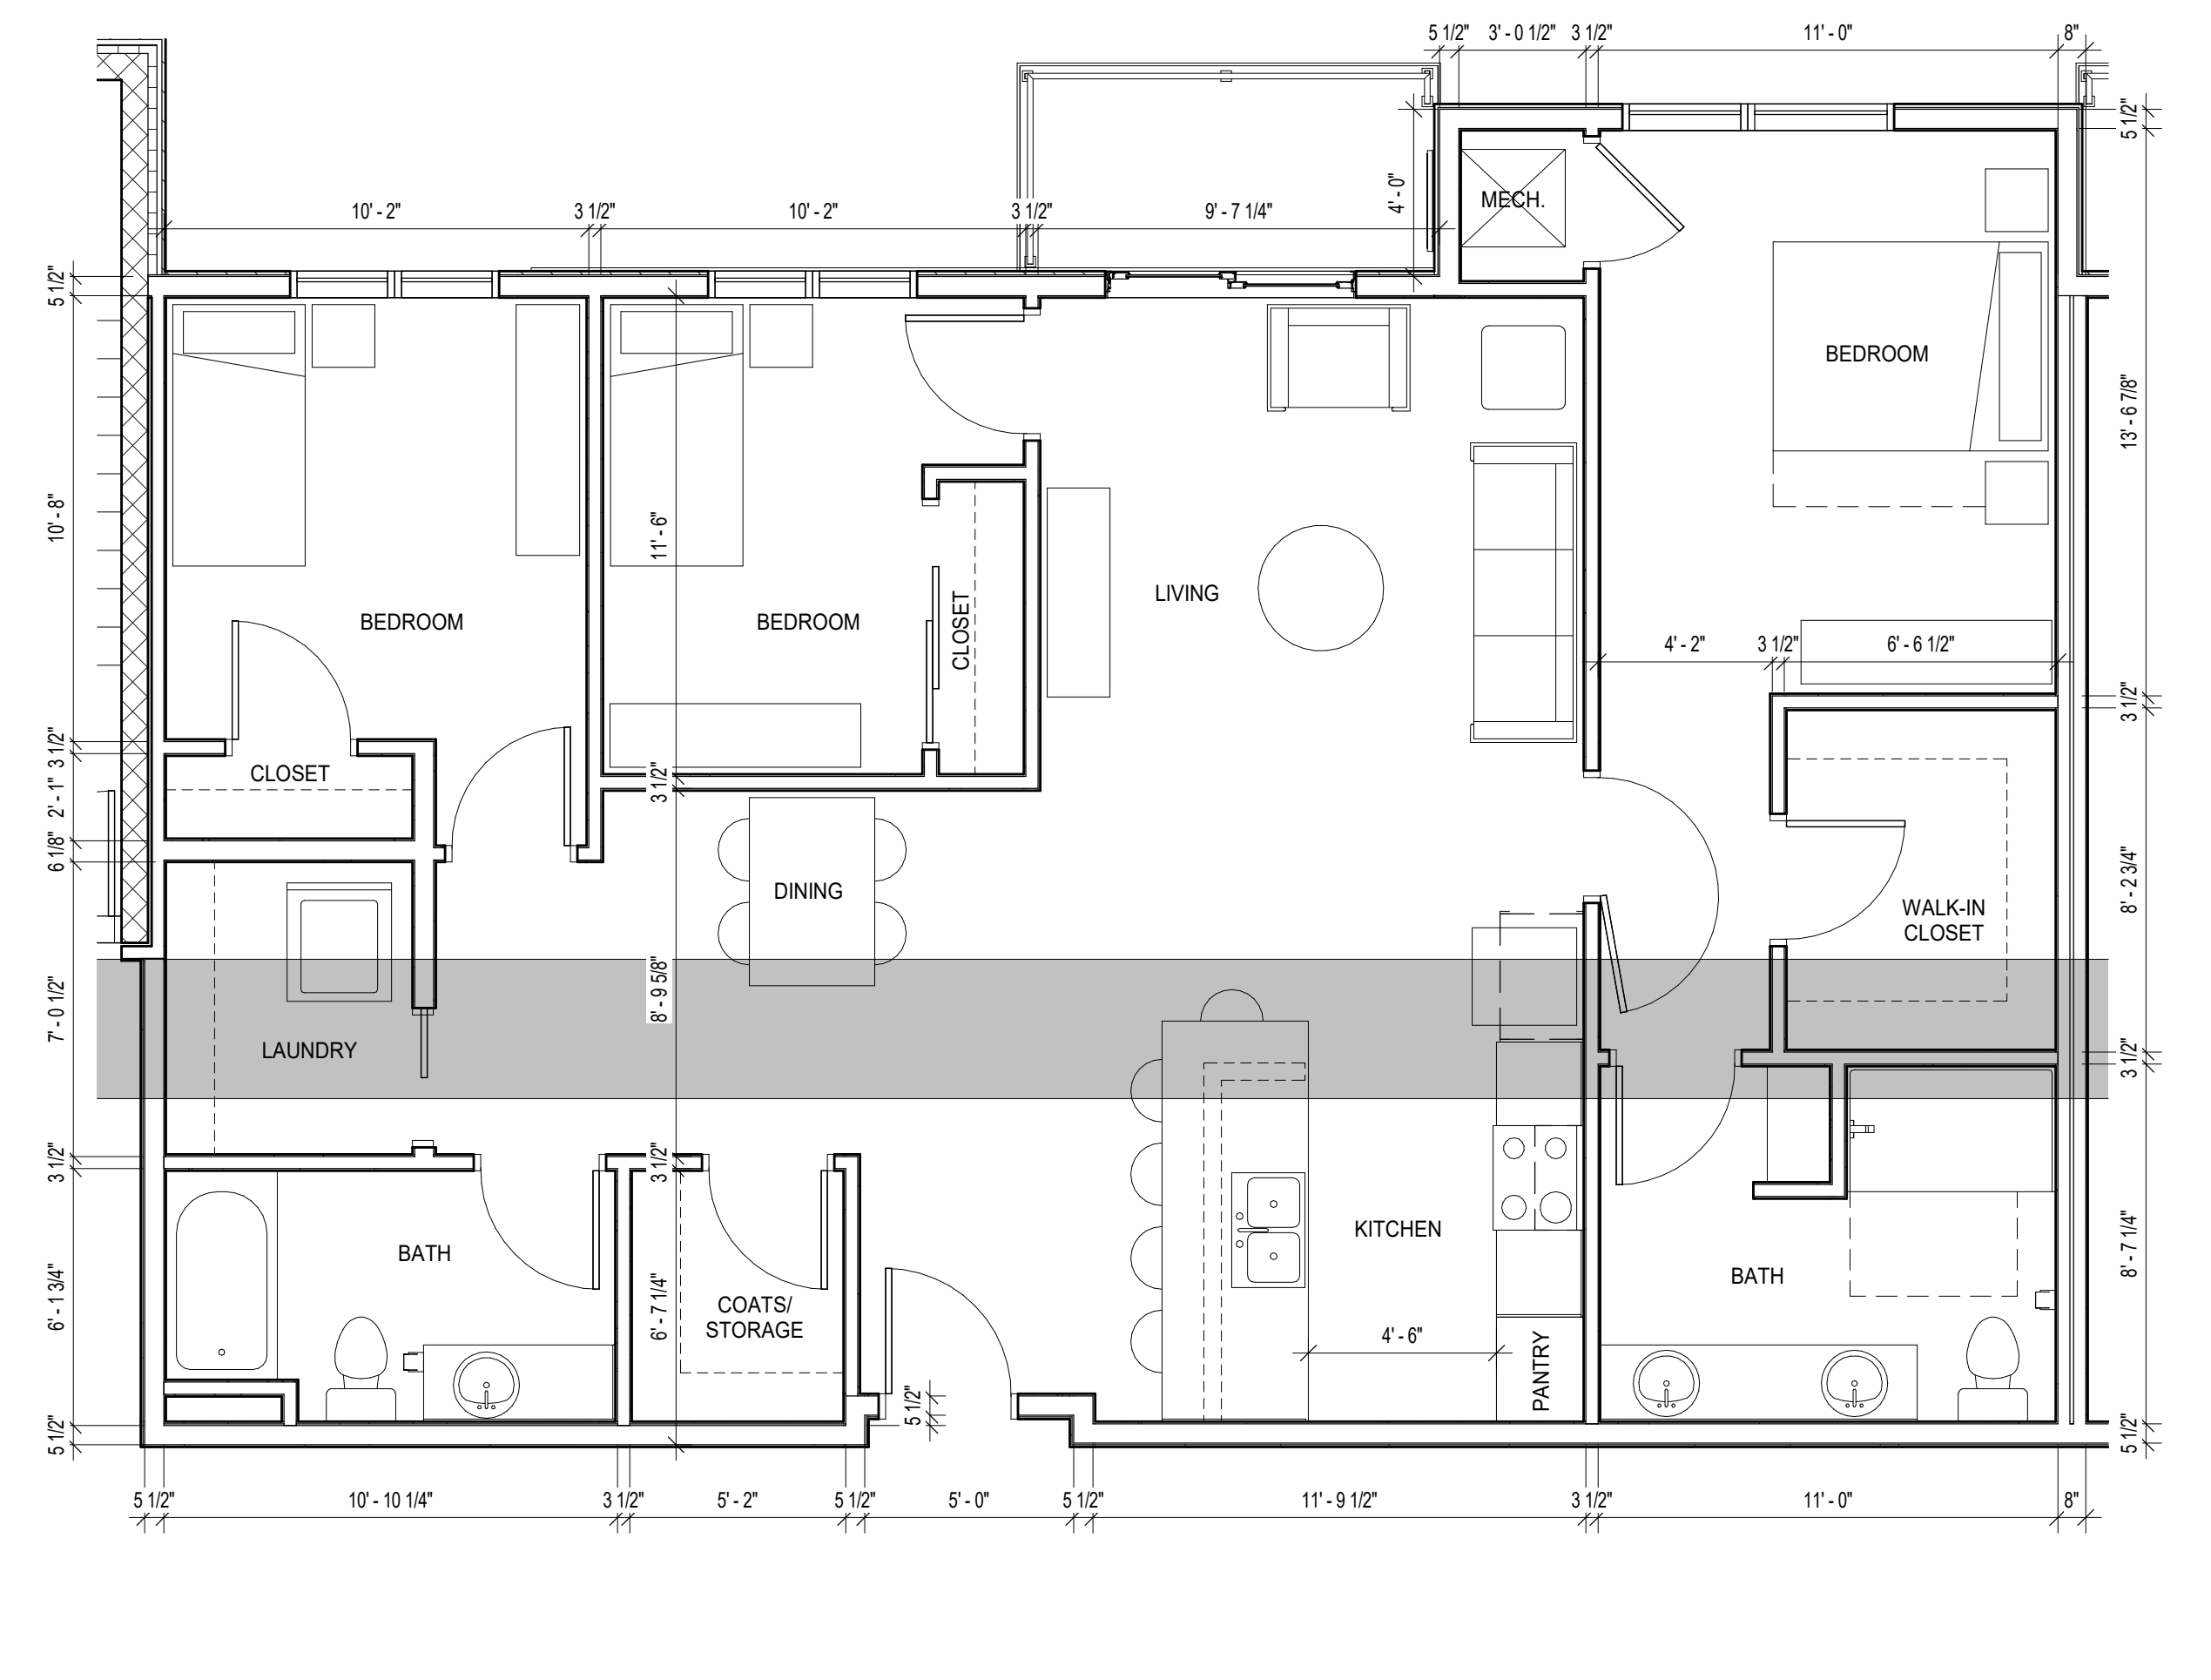 5 1/2"
3' - 0 1/2"
3 1/2"
11' - 0"
8"
5 1/2"
4' - 0"
MECH.
10' - 2"
3 1/2"
10' - 2"
3 1/2"
9' - 7 1/4"
5 1/2"
BEDROOM
13' - 6 7/8"
10' - 8"
11' - 6"
BEDROOM
BEDROOM
CLOSET
LIVING
4' - 2"
3 1/2"
6' - 6 1/2"
3 1/2"
3 1/2"
CLOSET
3 1/2"
2' - 1"
6 1/8"
DINING
8' - 2 3/4"
WALK-IN
CLOSET
7' - 0 1/2"
8' - 9 5/8"
LAUNDRY
3 1/2"
3 1/2"
3 1/2"
BATH
KITCHEN
8' - 7 1/4"
BATH
6' - 1 3/4"
6' - 7 1/4"
COATS/
STORAGE
4' - 6"
PANTRY
5 1/2"
5 1/2"
5 1/2"
5 1/2"
10' - 10 1/4"
3 1/2"
5' - 2"
5 1/2"
5' - 0"
5 1/2"
11' - 9 1/2"
3 1/2"
11' - 0"
8"